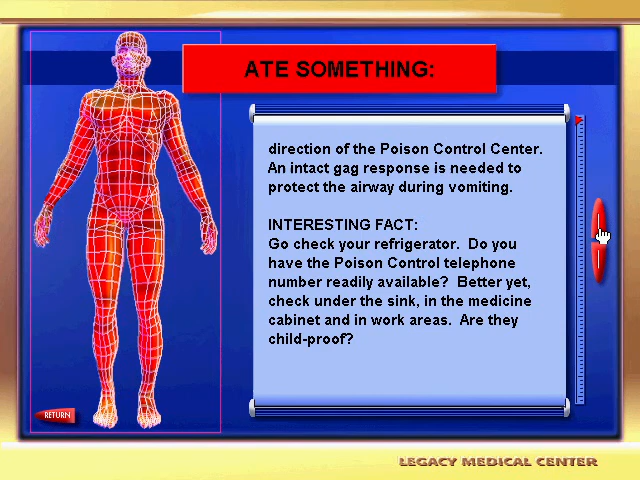 ATE SOMETHING:
direction of the Poison Control Center.
An intact gag response is needed to
protect the airway during vomiting.
INTERESTING FACT:
Go check your refrigerator.  Do you
have the Poison Control telephone
number readily available?  Better yet,
check under the sink, in the medicine
cabinet and in work areas.  Are they
child-proof?
RETURN
LEGACY MEDICAL CENTER